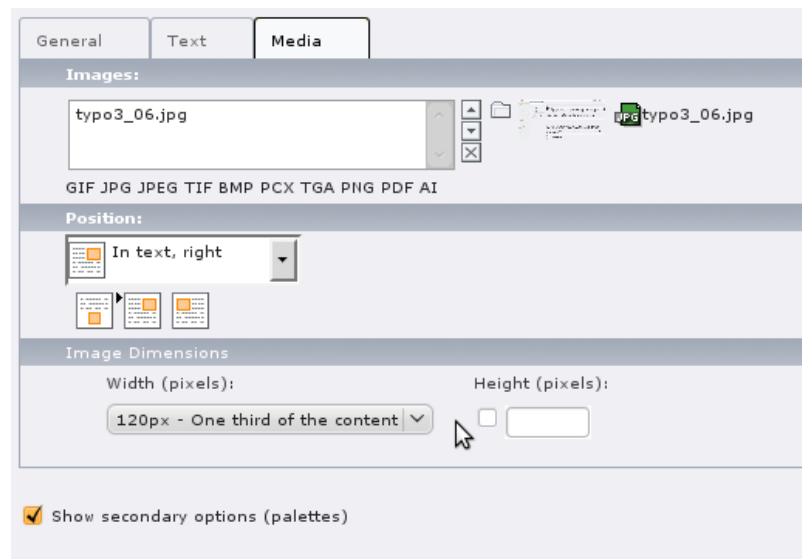 General Text Media
Images:
typo3_06.jpg
JPG typo3_06.jpg
GIF JPG JPEG TIF BMP PCX TGA PNG PDF AI
Position:
In text, right
Image Dimensions
Width (pixels): Height (pixels):
120px - One third of the content
Show secondary options (palettes)